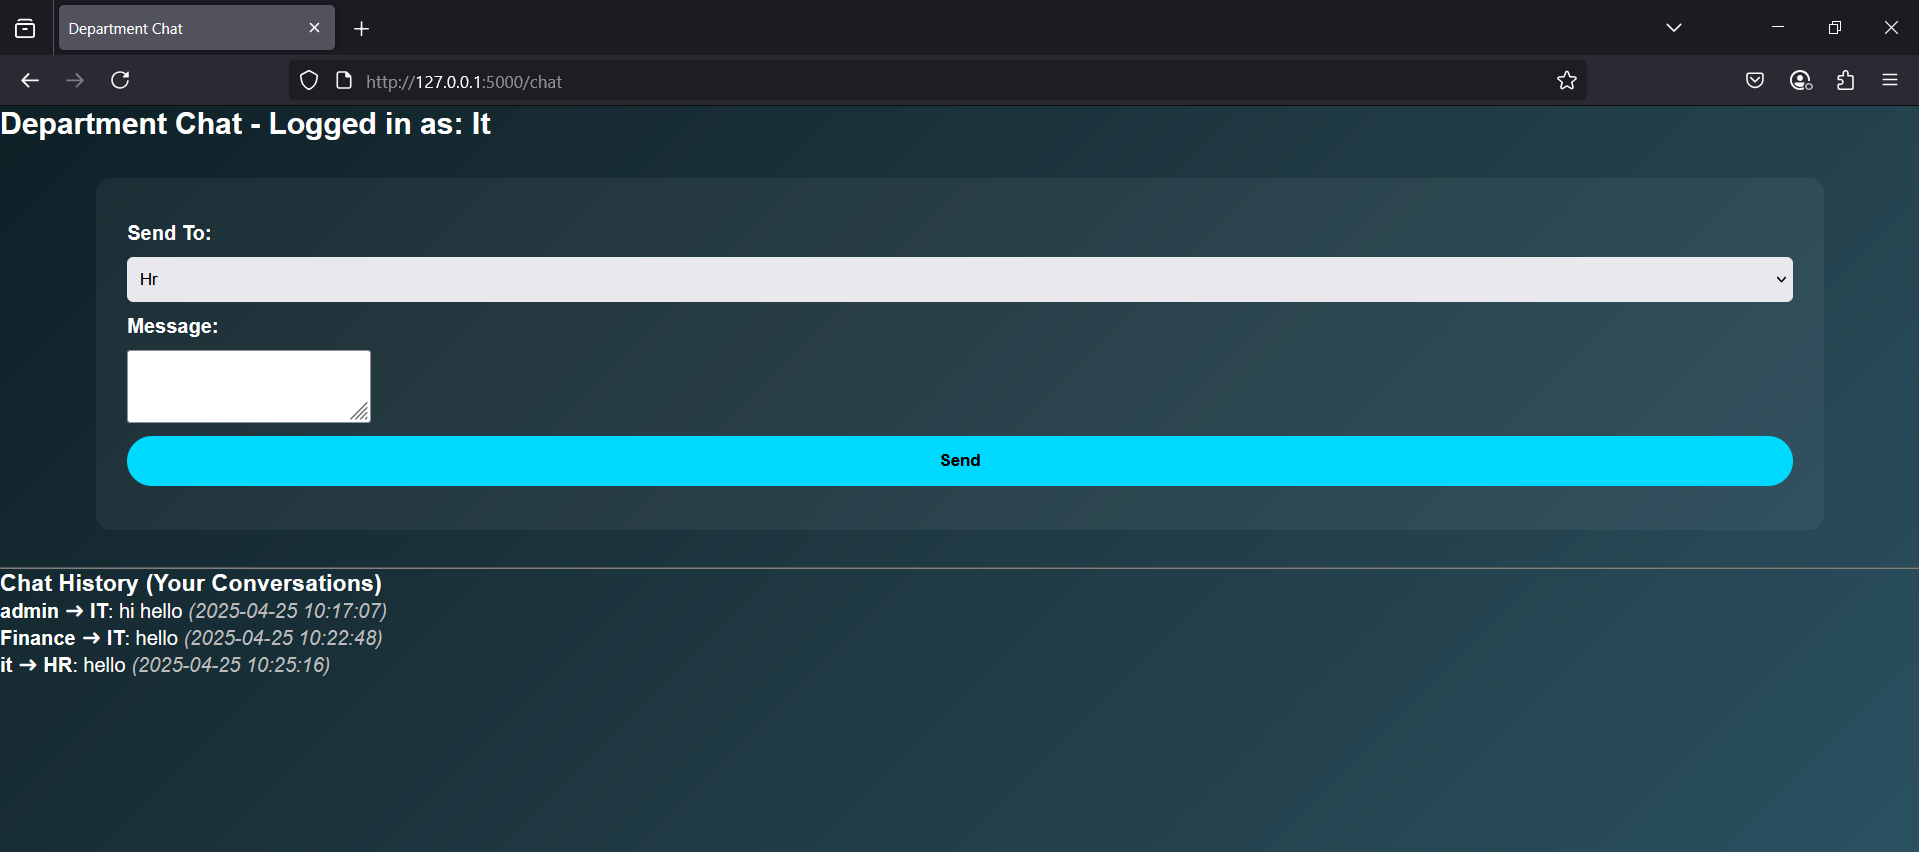 Department Chat
http://127.0.0.1:5000/chat
Department Chat - Logged in as: It
Send To:
Hr
Message:
Send
Chat History (Your Conversations)
admin → IT: hi hello (2025-04-25 10:17:07)
Finance → IT: hello (2025-04-25 10:22:48)
it → HR: hello (2025-04-25 10:25:16)